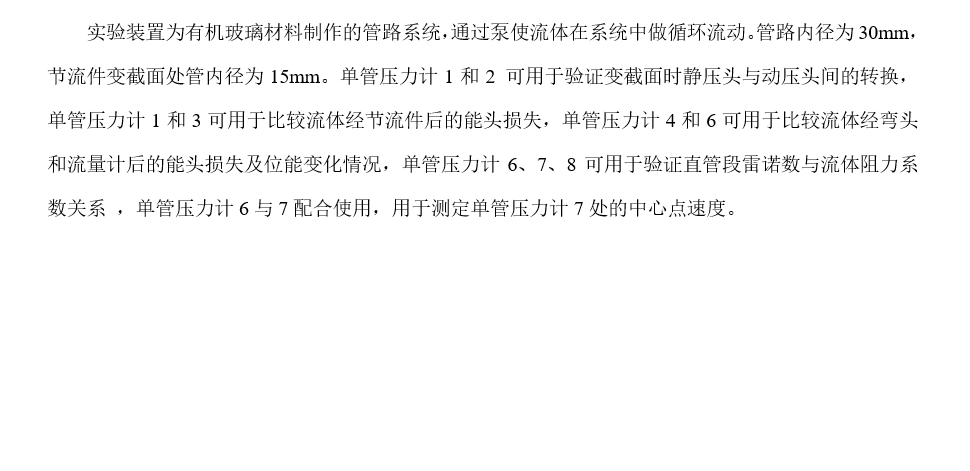 实验装置为有机玻璃材料制作的管路系统，通过泵使流体在系统中做循环流动。管路内径为 30mm，
节流件变截面处管内径为 15mm。单管压力计 1 和 2 可用于验证变截面时静压头与动压头间的转换，
单管压力计 1 和 3 可用于比较流体经节流件后的能头损失，单管压力计 4 和 6 可用于比较流体经弯头
和流量计后的能头损失及位能变化情况，单管压力计 6、7、8 可用于验证直管段雷诺数与流体阻力系
数关系 ，单管压力计 6 与 7 配合使用，用于测定单管压力计 7 处的中心点速度。